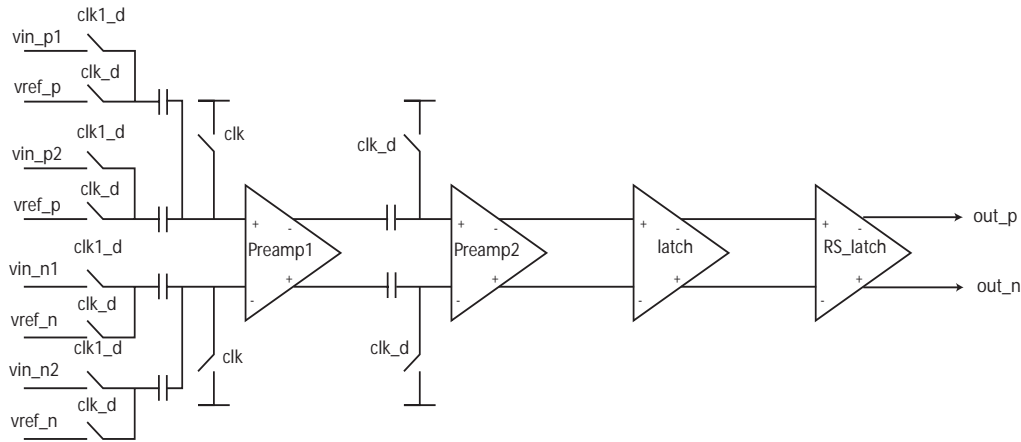 clk1_d
vin_p1
clk_d
vref_p
clk
clk1_d
vin_p2
clk_d
vref_p
clk_d
+
-
Preamp1
+
-
+
-
Preamp2
+
-
+
-
latch
+
-
+
-
RS_latch
+
-
out_p
out_n
clk1_d
vin_n1
clk_d
vref_n
clk1_d
vin_n2
clk_d
vref_n
clk
clk_d